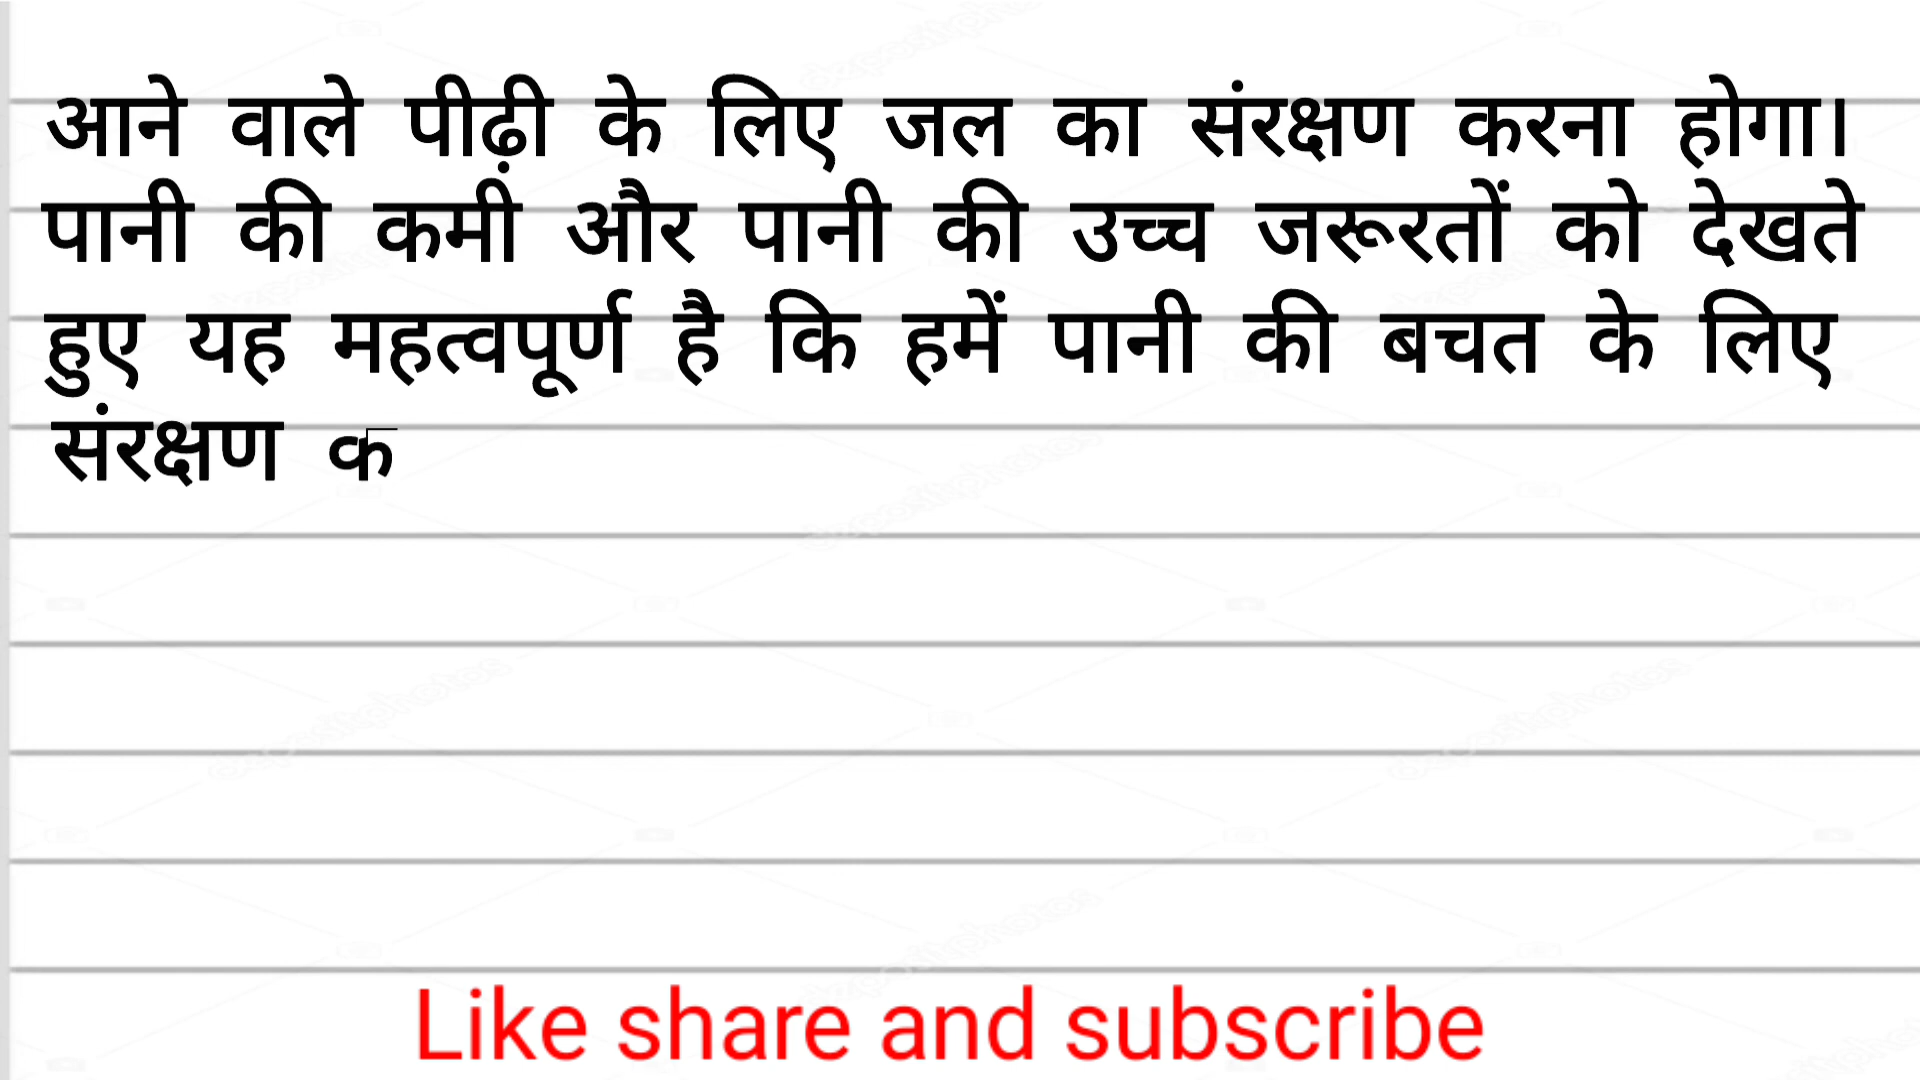 आने वाले पीढ़ी के लिए जल का संरक्षण करना होगा।
पानी की कमी और पानी की उच्च जरूरतों को देखते
हुए यह महत्वपूर्ण है कि हमें पानी की बचत के लिए
संरक्षण क
Like share and subscribe